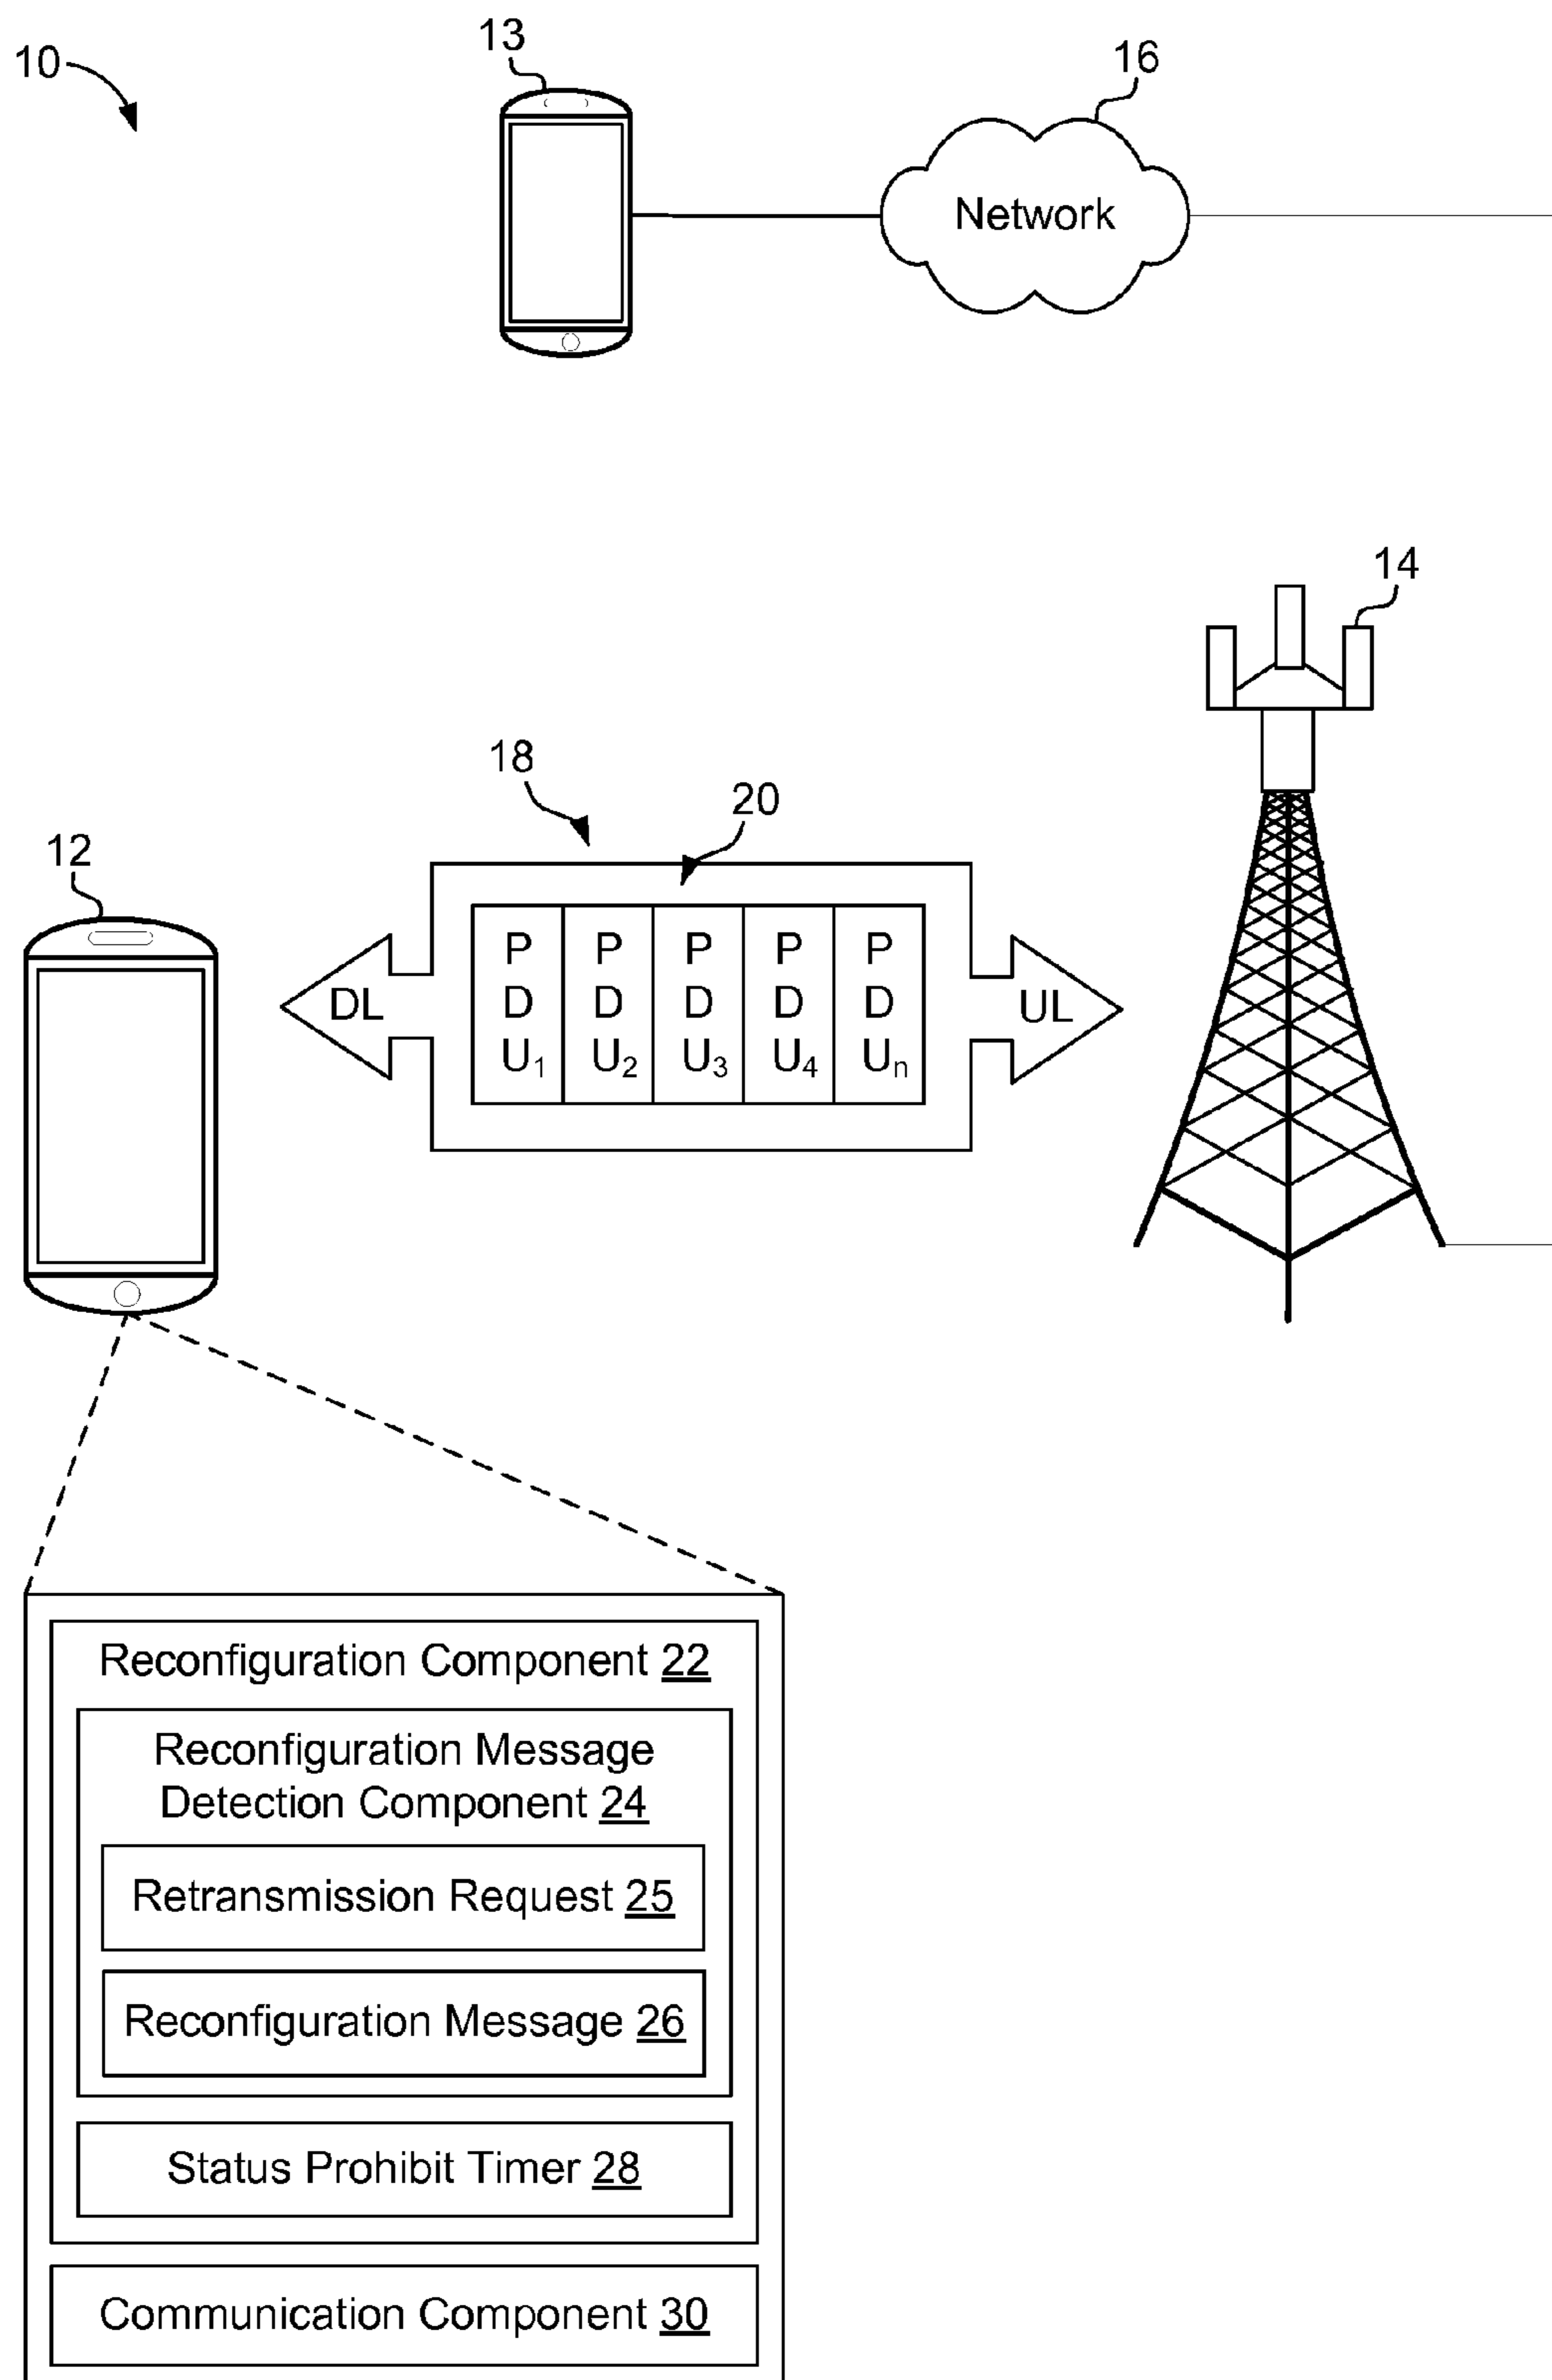 10
13
16
Network
14
18
20
12
DL
P D U₁
P D U₂
P D U₃
P D U₄
P D Uₙ
UL
Reconfiguration Component 22
Reconfiguration Message
Detection Component 24
Retransmission Request 25
Reconfiguration Message 26
Status Prohibit Timer 28
Communication Component 30